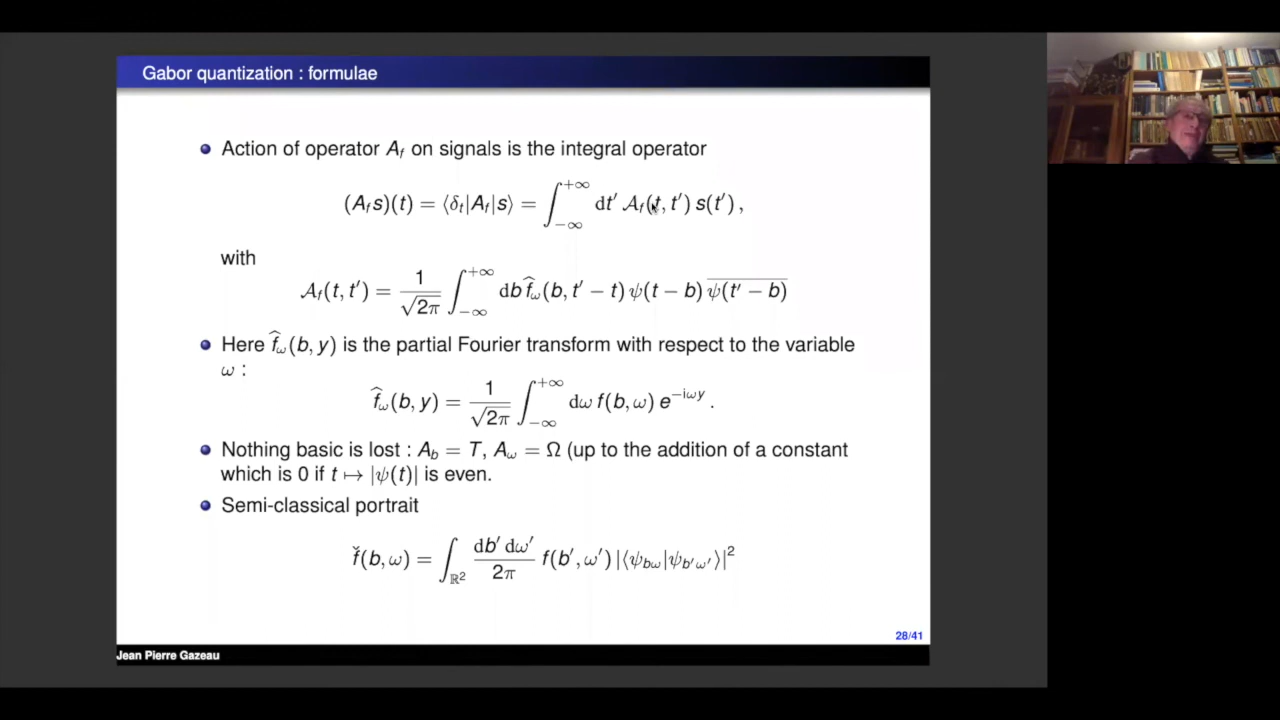 Gabor quantization : formulae
Action of operator A_f on signals is the integral operator
(A_f s)(t) = ⟨δ_t|A_f|s⟩ = ∫_{−∞}^{+∞} dt′ 𝒜_f(t, t′) s(t′) ,
with
𝒜_f(t, t′) = 1/√2π ∫_{−∞}^{+∞} db f̂_ω(b, t′ − t) ψ(t − b) \overline{ψ(t′ − b)}
Here f̂_ω(b, y) is the partial Fourier transform with respect to the variable
ω :
f̂_ω(b, y) = 1/√2π ∫_{−∞}^{+∞} dω f(b, ω) e^{−iωy} .
Nothing basic is lost : A_b = T, A_ω = Ω (up to the addition of a constant
which is 0 if t ↦ |ψ(t)| is even.
Semi-classical portrait
f̌(b, ω) = ∫_{ℝ²} db′ dω′/2π f(b′, ω′) |⟨ψ_{bω}|ψ_{b′ω′}⟩|²
28/41
Jean Pierre Gazeau